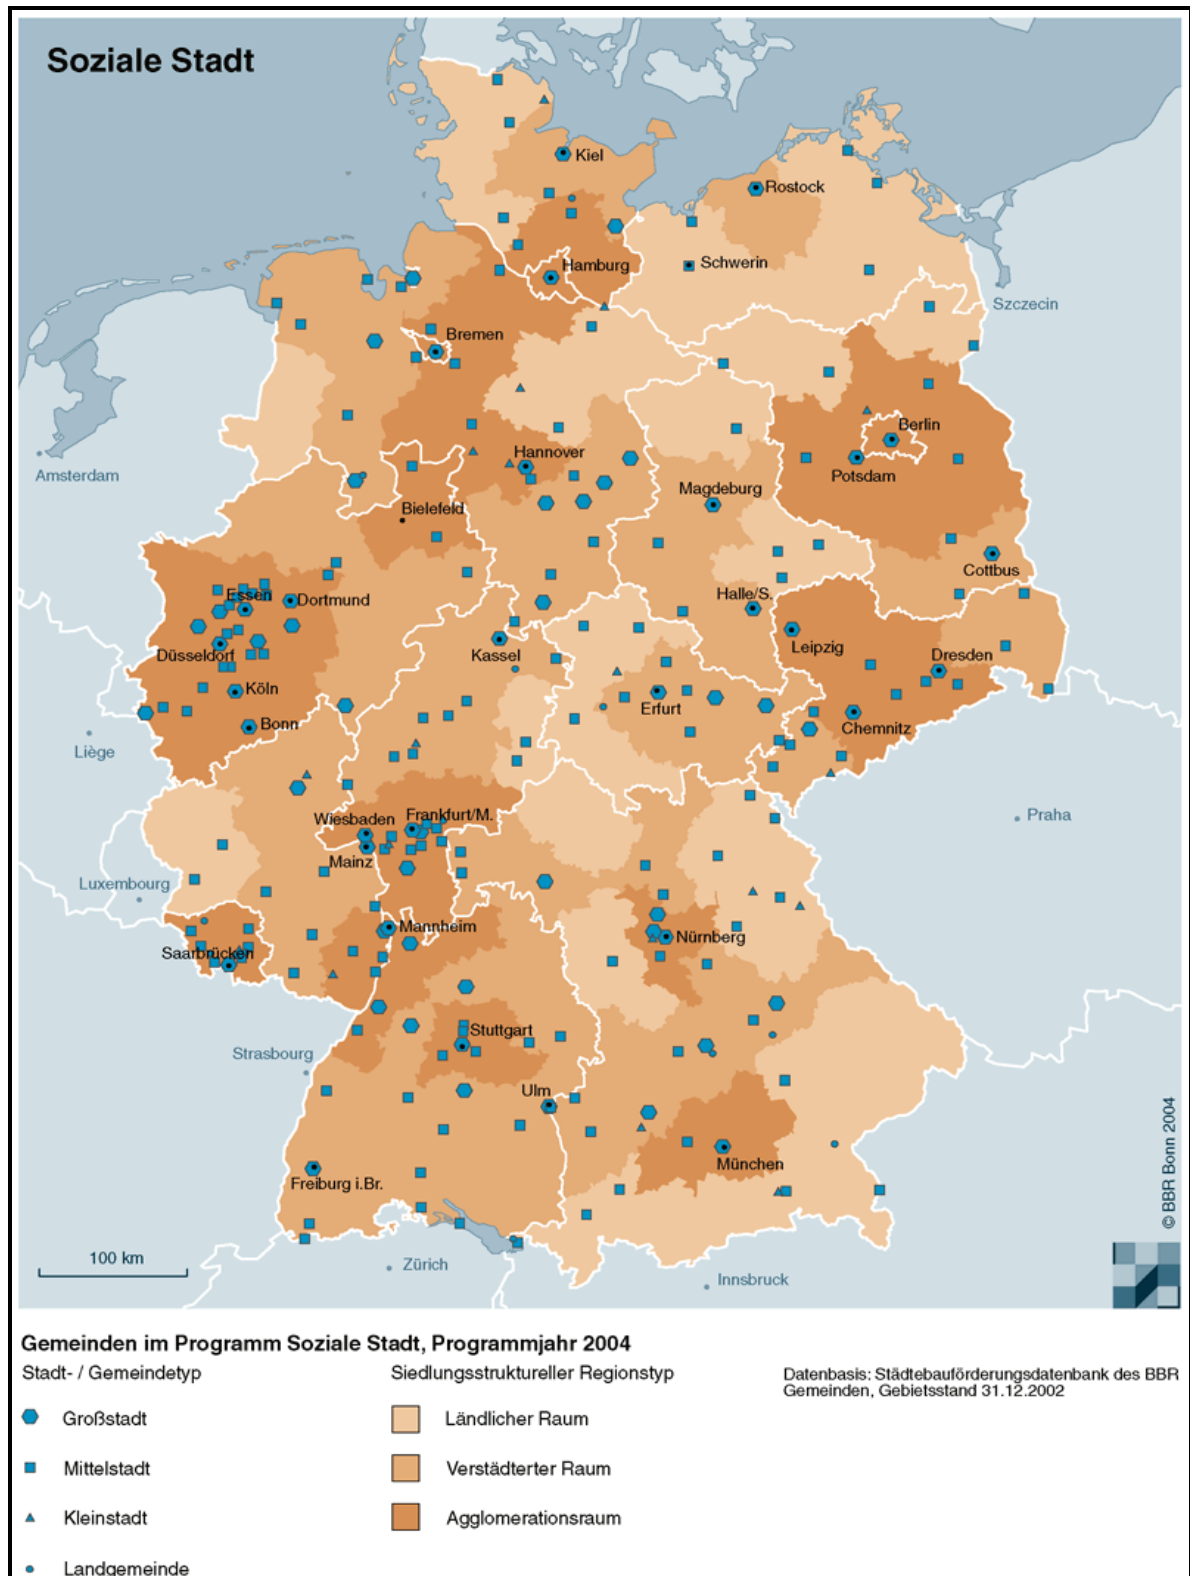 Soziale Stadt
Kiel
Rostock
Hamburg
Schwerin
Szczecin
Bremen
Berlin
Amsterdam
Hannover
Potsdam
Magdeburg
Bielefeld
Cottbus
Essen
Dortmund
Halle/S.
Düsseldorf
Kassel
Leipzig
Dresden
Köln
Erfurt
Bonn
Chemnitz
Liège
Wiesbaden
Frankfurt/M.
Praha
Mainz
Luxembourg
Mannheim
Nürnberg
Saarbrücken
Stuttgart
Strasbourg
Ulm
München
Freiburg i.Br.
100 km
Zürich
Innsbruck
© BBR Bonn 2004
Gemeinden im Programm Soziale Stadt, Programmjahr 2004
Stadt- / Gemeindetyp
Großstadt
Mittelstadt
Kleinstadt
Landgemeinde
Siedlungsstruktureller Regionstyp
Ländlicher Raum
Verstädterter Raum
Agglomerationsraum
Datenbasis: Städtebauförderungsdatenbank des BBR
Gemeinden, Gebietsstand 31.12.2002